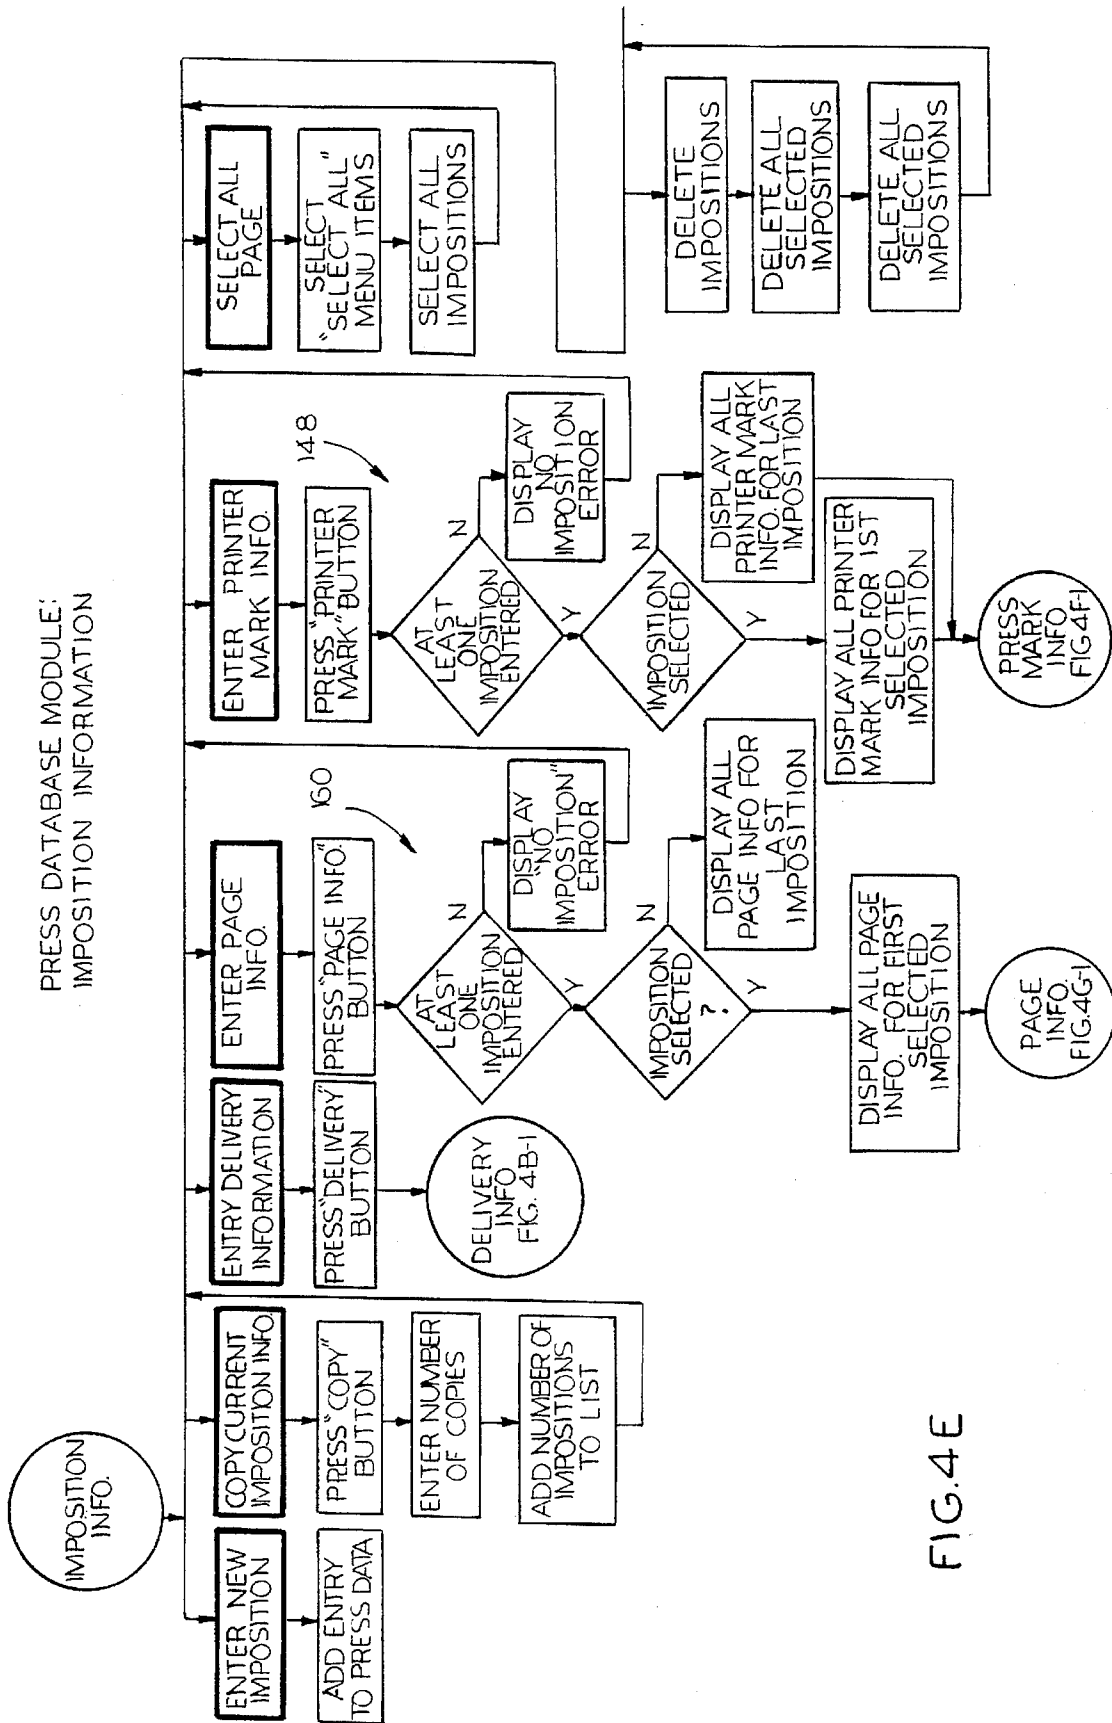 PRESS DATABASE MODULE:
IMPOSITION INFORMATION
IMPOSITION
INFO.
ENTER NEW
IMPOSITION
ADD ENTRY
TO PRESS DATA
COPY CURRENT
IMPOSITION INFO.
PRESS "COPY"
BUTTON
ENTER NUMBER
OF COPIES
ADD NUMBER OF
IMPOSITIONS
TO LIST
ENTRY DELIVERY
INFORMATION
PRESS "DELIVERY"
BUTTON
DELIVERY
INFO
FIG. 4B-1
ENTER PAGE
INFO.
PRESS "PAGE INFO."
BUTTON
160
AT
LEAST
ONE
IMPOSITION
ENTERED
N
DISPLAY
"NO
IMPOSITION"
ERROR
Y
IMPOSITION
SELECTED
?
N
DISPLAY ALL
PAGE INFO FOR
LAST
IMPOSITION
Y
DISPLAY ALL PAGE
INFO. FOR FIRST
SELECTED
IMPOSITION
PAGE
INFO.
FIG.4G-1
ENTER PRINTER
MARK INFO.
PRESS "PRINTER
MARK" BUTTON
148
AT
LEAST
ONE
IMPOSITION
ENTERED
N
DISPLAY
NO
IMPOSITION
ERROR
Y
IMPOSITION
SELECTED
N
DISPLAY ALL
PRINTER MARK
INFO. FOR LAST
IMPOSITION
Y
DISPLAY ALL PRINTER
MARK INFO FOR 1ST
SELECTED
IMPOSITION
PRESS
MARK
INFO
FIG.4F-1
SELECT ALL
PAGE
SELECT
"SELECT ALL"
MENU ITEMS
SELECT ALL
IMPOSITIONS
DELETE
IMPOSITIONS
DELETE ALL
SELECTED
IMPOSITIONS
DELETE ALL
SELECTED
IMPOSITIONS
FIG.4E